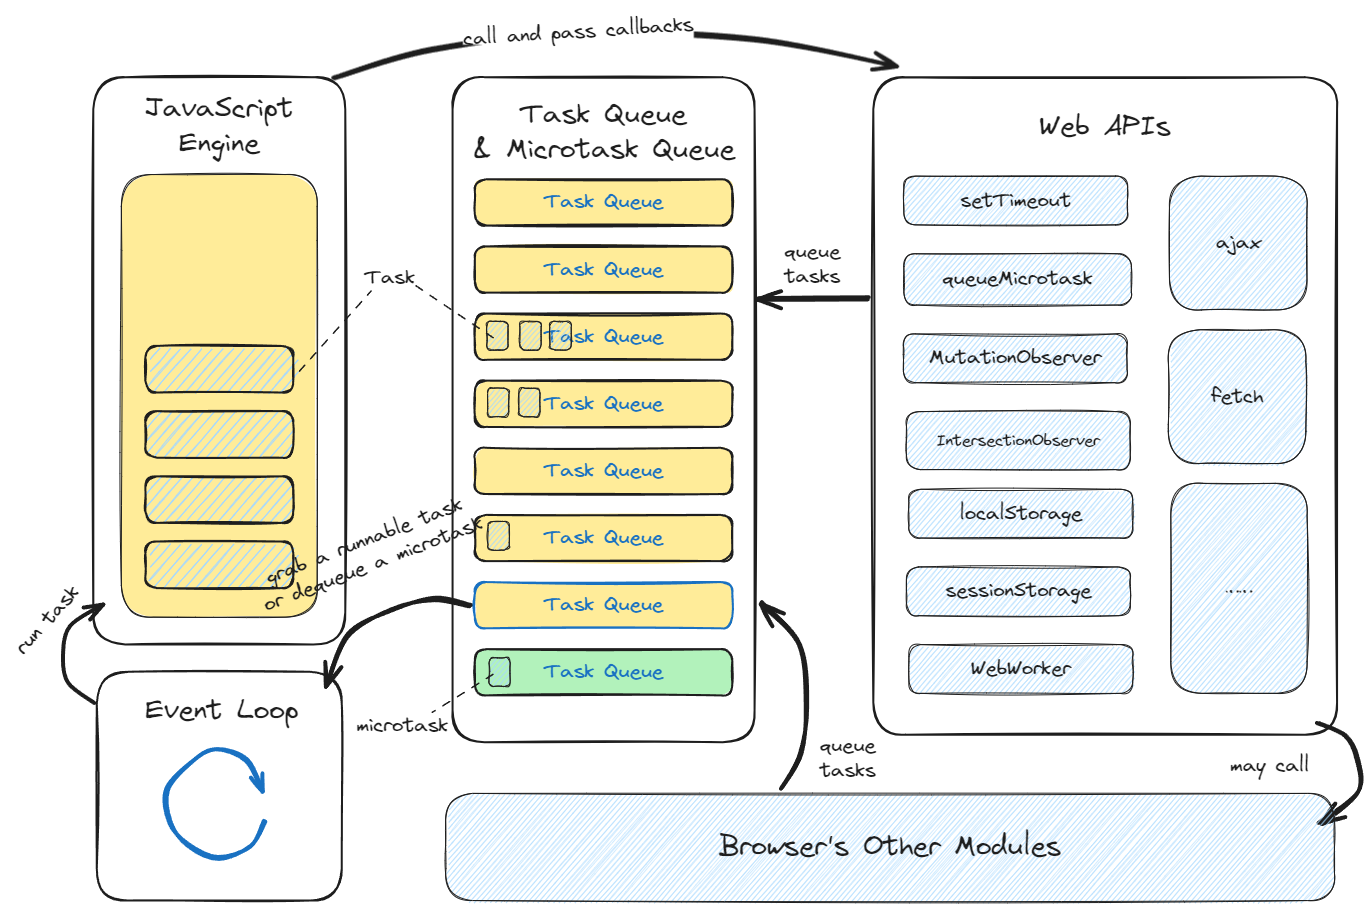 call and pass callbacks
JavaScript
Engine
Task Queue
& Microtask Queue
Web APIs
Task Queue
Task Queue
Task Queue
Task Queue
Task Queue
Task Queue
Task Queue
Task Queue
Task
queue
tasks
setTimeout
queueMicrotask
MutationObserver
IntersectionObserver
localStorage
sessionStorage
WebWorker
ajax
fetch
......
grab a runnable task
or dequeue a microtask
run task
Event Loop
microtask
queue
tasks
may call
Browser's Other Modules